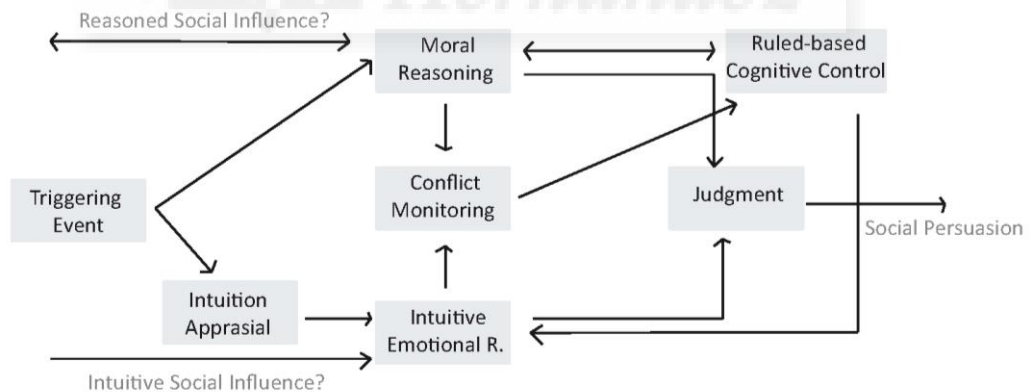 Reasoned Social Influence?
Moral
Reasoning
Ruled-based
Cognitive Control
Triggering
Event
Conflict
Monitoring
Judgment
Social Persuasion
Intuition
Apprasial
Intuitive
Emotional R.
Intuitive Social Influence?